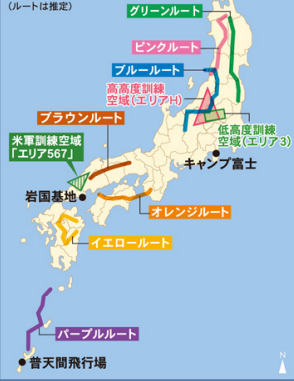 (ルートは推定)
グリーンルート
ピンクルート
ブルールート
高高度訓練
空域(エリアH)
ブラウンルート
低高度訓練
空域(エリア3)
米軍訓練空域
「エリア567」
キャンプ富士
岩国基地
オレンジルート
イエロールート
パープルルート
普天間飛行場
N